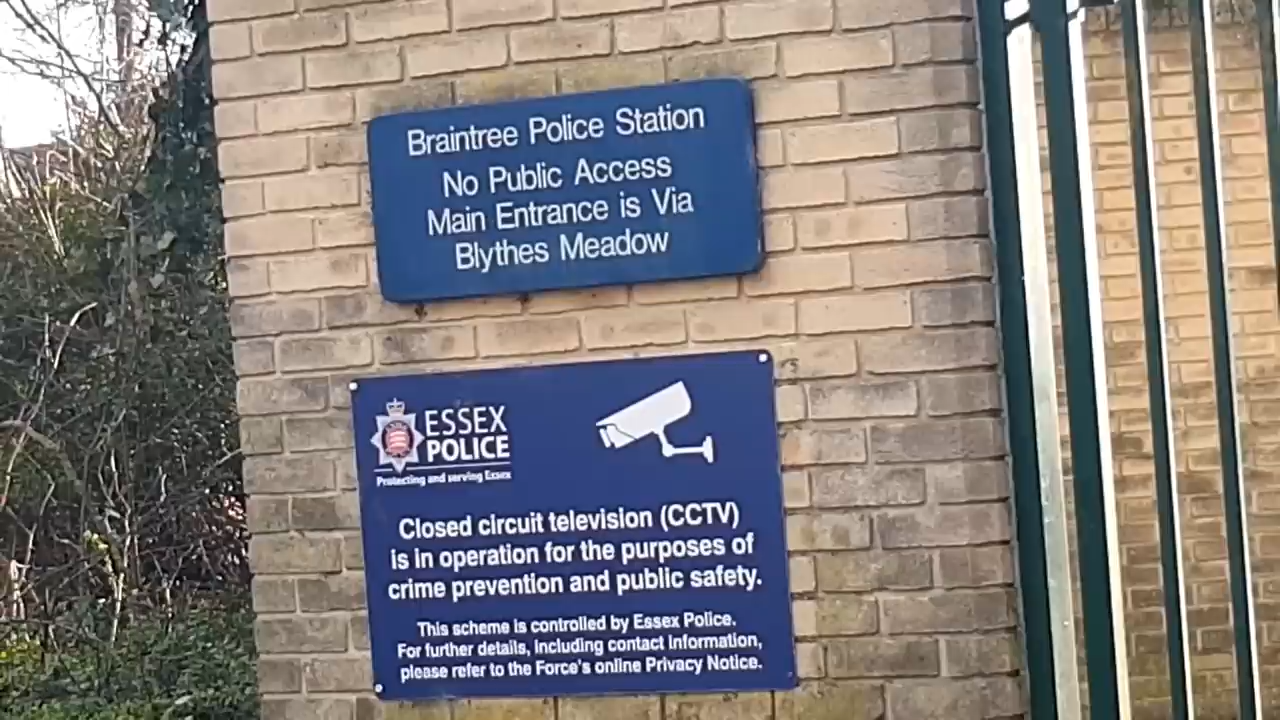 Braintree Police Station
No Public Access
Main Entrance is Via
Blythes Meadow
ESSEX
POLICE
Protecting and serving Essex
Closed circuit television (CCTV)
is in operation for the purposes of
crime prevention and public safety.
This scheme is controlled by Essex Police.
For further details, including contact information,
please refer to the Force's online Privacy Notice.